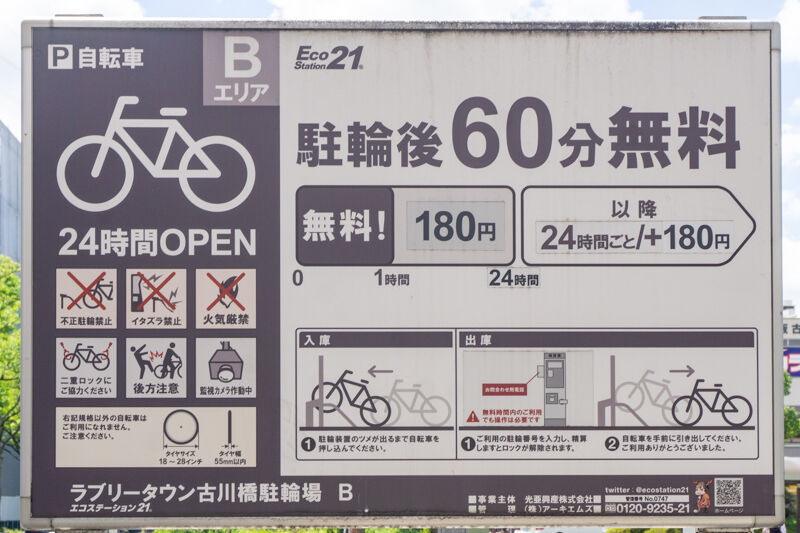 P 自転車
B
エリア
24時間OPEN
不正駐輪禁止
イタズラ禁止
火気厳禁
二重ロックに
ご協力ください
後方注意
監視カメラ作動中
右記規格以外の自転車は
ご利用になれません。
ご注意ください。
タイヤサイズ
18～28インチ
タイヤ幅
55mm以内
Eco
Station 21®
駐輪後60分無料
無料!
180円
以降
24時間ごと/+180円
0
1時間
24時間
入庫
1 駐輪装置のツメが出るまで自転車を
押し込んでください。
出庫
お問合わせ用電話
無料時間内のご利用
でも操作は必要です
1 ご利用の駐輪番号を入力し、精算
しますとロックが解除されます。
2 自転車を手前に引き出してください。
ご利用ありがとうございました。
ラブリータウン古川橋駐輪場 B
エコステーション21®
■事業主体 光亜興産株式会社
■管理 (株)アーキエムズ
twitter：@ecostation21
管理番号 No.0747
0120-9235-21
ホームページ